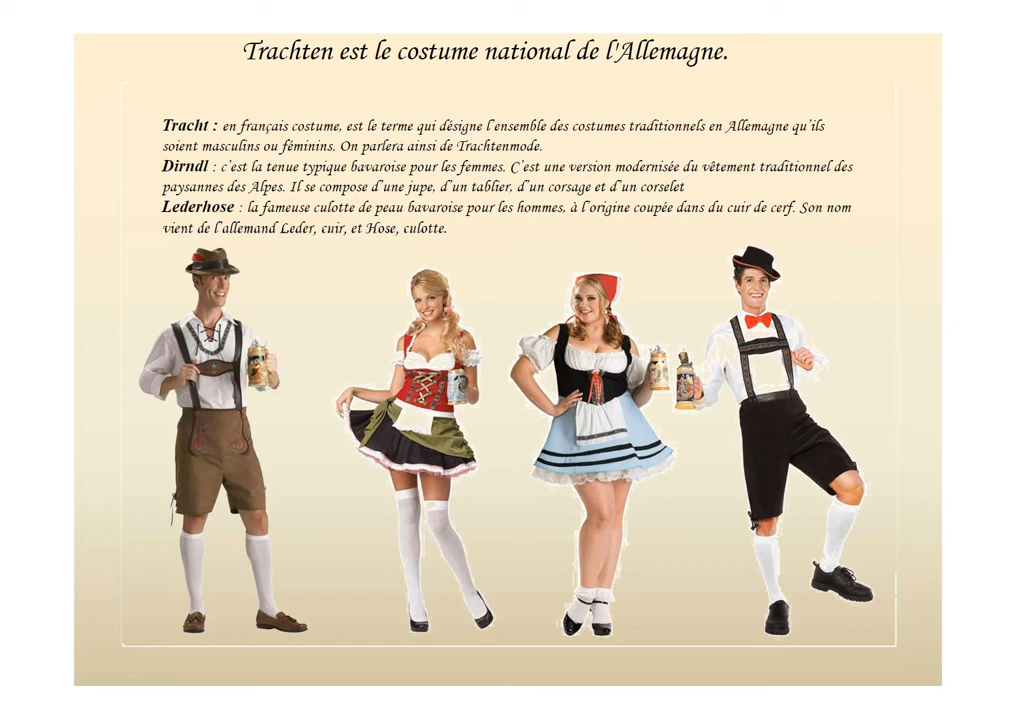 Trachten est le costume national de l'Allemagne.
Tracht : en français costume, est le terme qui désigne l'ensemble des costumes traditionnels en Allemagne qu'ils
soient masculins ou féminins. On parlera ainsi de Trachtenmode.
Dirndl : c'est la tenue typique bavaroise pour les femmes. C'est une version modernisée du vêtement traditionnel des
paysannes des Alpes. Il se compose d'une jupe, d'un tablier, d'un corsage et d'un corselet
Lederhose : la fameuse culotte de peau bavaroise pour les hommes, à l'origine coupée dans du cuir de cerf. Son nom
vient de l'allemand Leder, cuir, et Hose, culotte.